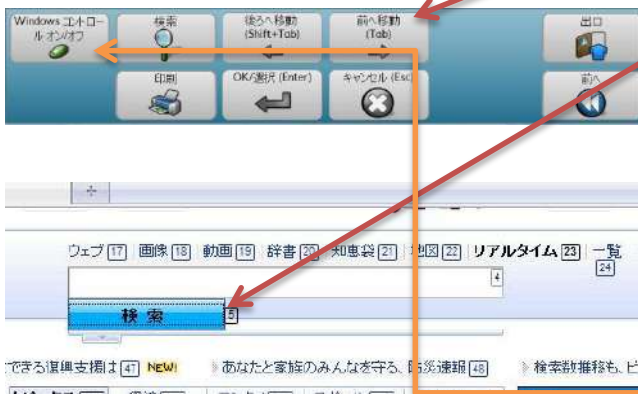 Windows コントロー
ル オン/オフ
検索
後ろへ移動
(Shift+Tab)
前へ移動
(Tab)
出口
印刷
OK/選択 (Enter)
キャンセル (Esc)
前へ
ウェブ 17 画像 18 動画 19 辞書 20 知恵袋 21 地図 22 リアルタイム 23 一覧
24
4
検 索 5
できる復興支援は 47 NEW! あなたと家族のみんなを守る、防災速報 48 検索数推移も、ビ